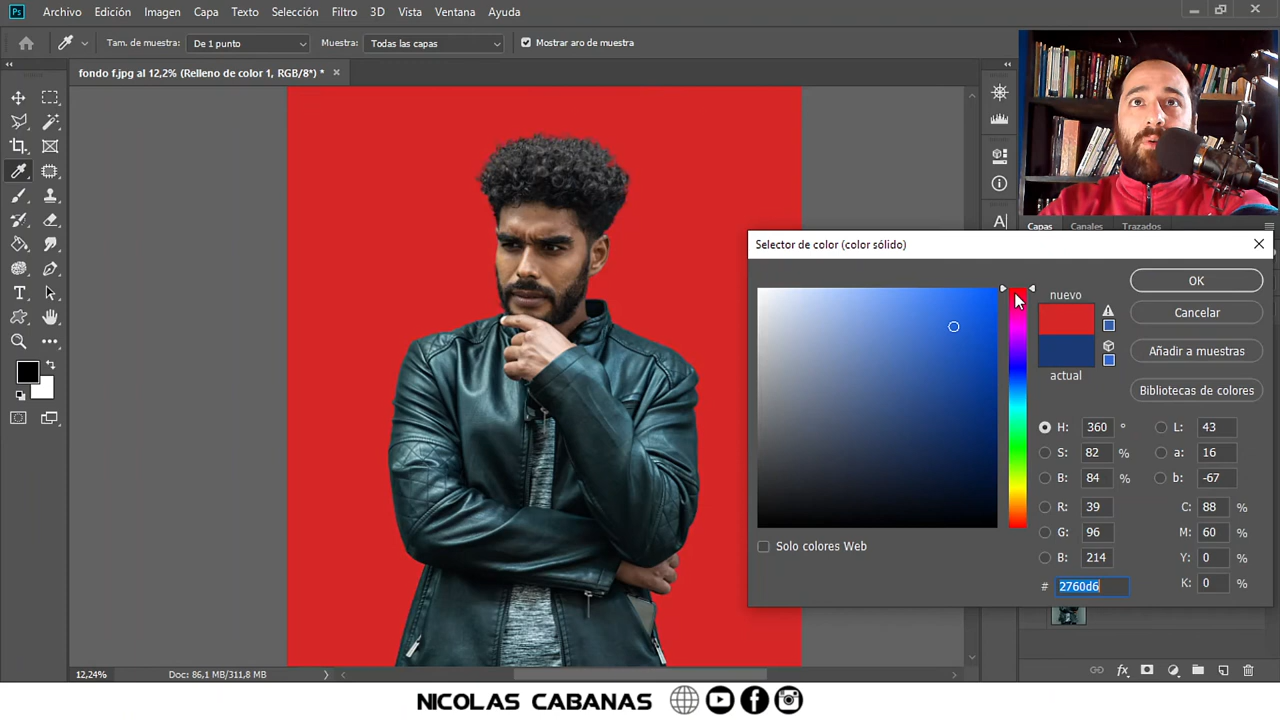 Ps Archivo Edición Imagen Capa Texto Selección Filtro 3D Vista Ventana Ayuda
Tam. de muestra: De 1 punto Muestra: Todas las capas Mostrar aro de muestra
fondo f.jpg al 12,2% (Relleno de color 1, RGB/8*) *
Capas Canales Trazados
Selector de color (color sólido)
nuevo
actual
OK
Cancelar
Añadir a muestras
Bibliotecas de colores
H: 360 ° L: 43
S: 82 % a: 16
B: 84 % b: -67
R: 39 C: 88 %
G: 96 M: 60 %
B: 214 Y: 0 %
# 2760d6 K: 0 %
Solo colores Web
12,24% Doc: 86,1 MB/311,8 MB
NICOLAS CABANAS